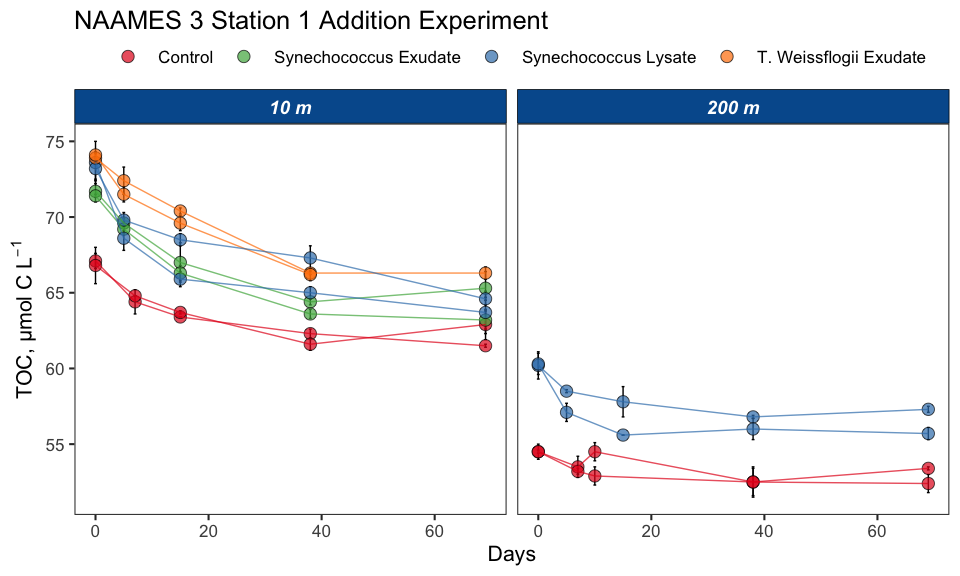 NAAMES 3 Station 1 Addition Experiment
Control Synechococcus Exudate Synechococcus Lysate T. Weissflogii Exudate
10 m 200 m
TOC, μmol C L⁻¹
75
70
65
60
55
0 20 40 60 0 20 40 60
Days